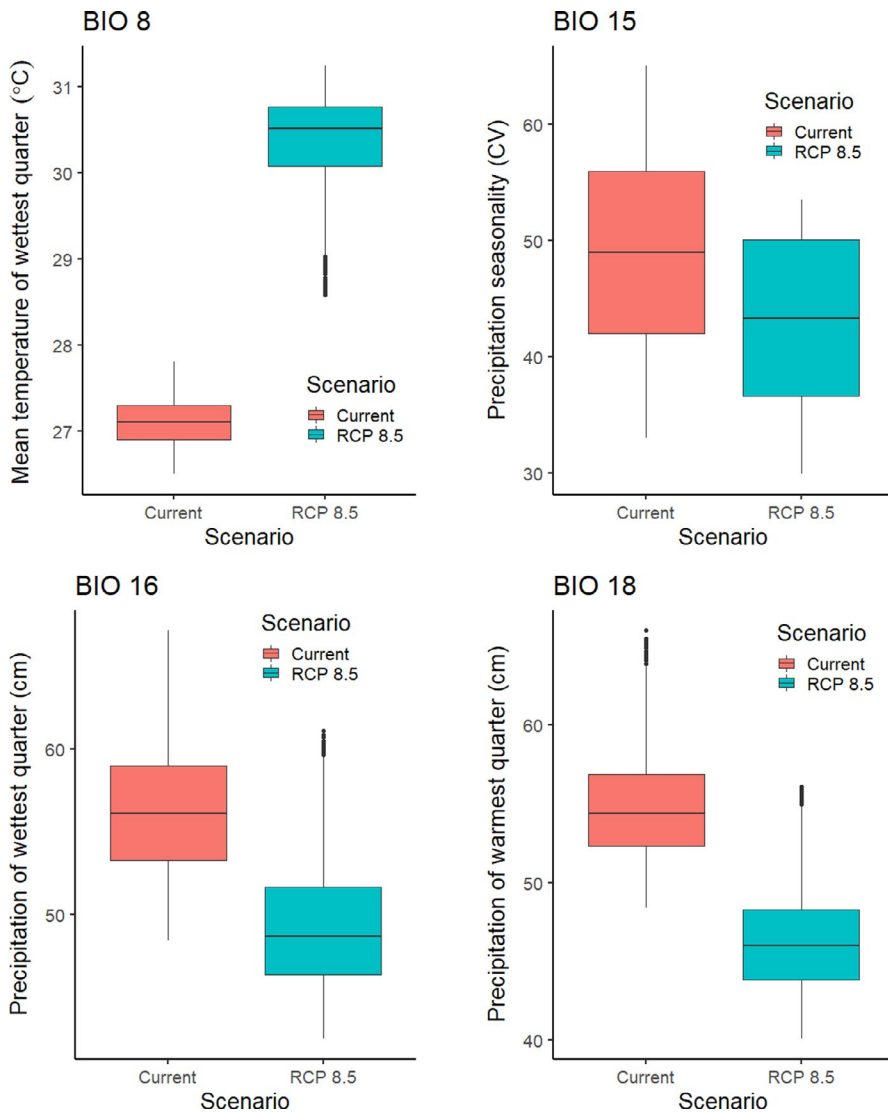 BIO 8
Mean temperature of wettest quarter (°C)
31
30
29
28
27
Scenario
Current
RCP 8.5
Current
RCP 8.5
Scenario
BIO 15
Precipitation seasonality (CV)
60
50
40
30
Scenario
Current
RCP 8.5
Current
RCP 8.5
Scenario
BIO 16
Precipitation of wettest quarter (cm)
60
50
Scenario
Current
RCP 8.5
Current
RCP 8.5
Scenario
BIO 18
Precipitation of warmest quarter (cm)
60
50
40
Scenario
Current
RCP 8.5
Current
RCP 8.5
Scenario